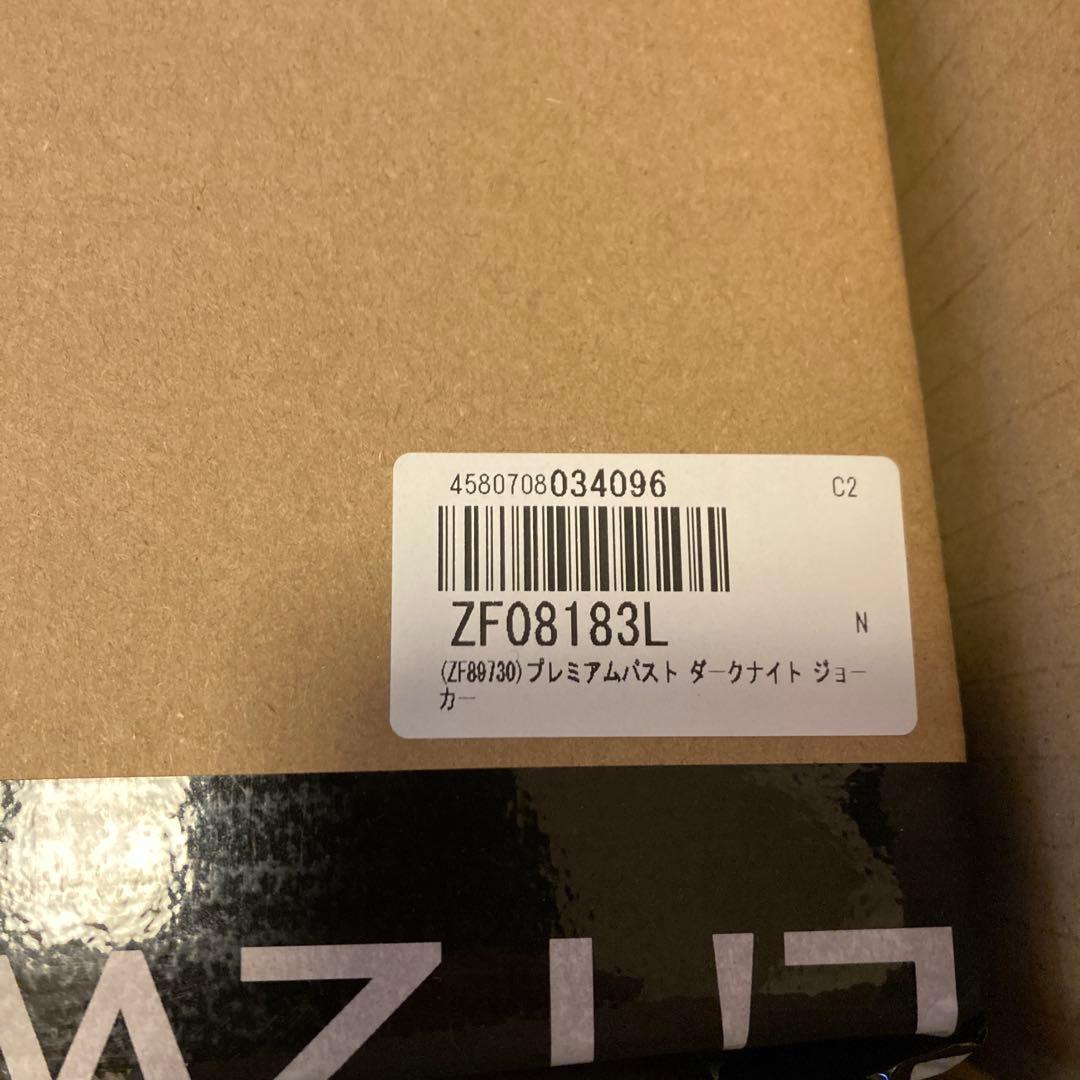 4580708034096 C2
ZF08183L N
(ZF89730)プレミアムバスト ダークナイト ジョー
カー